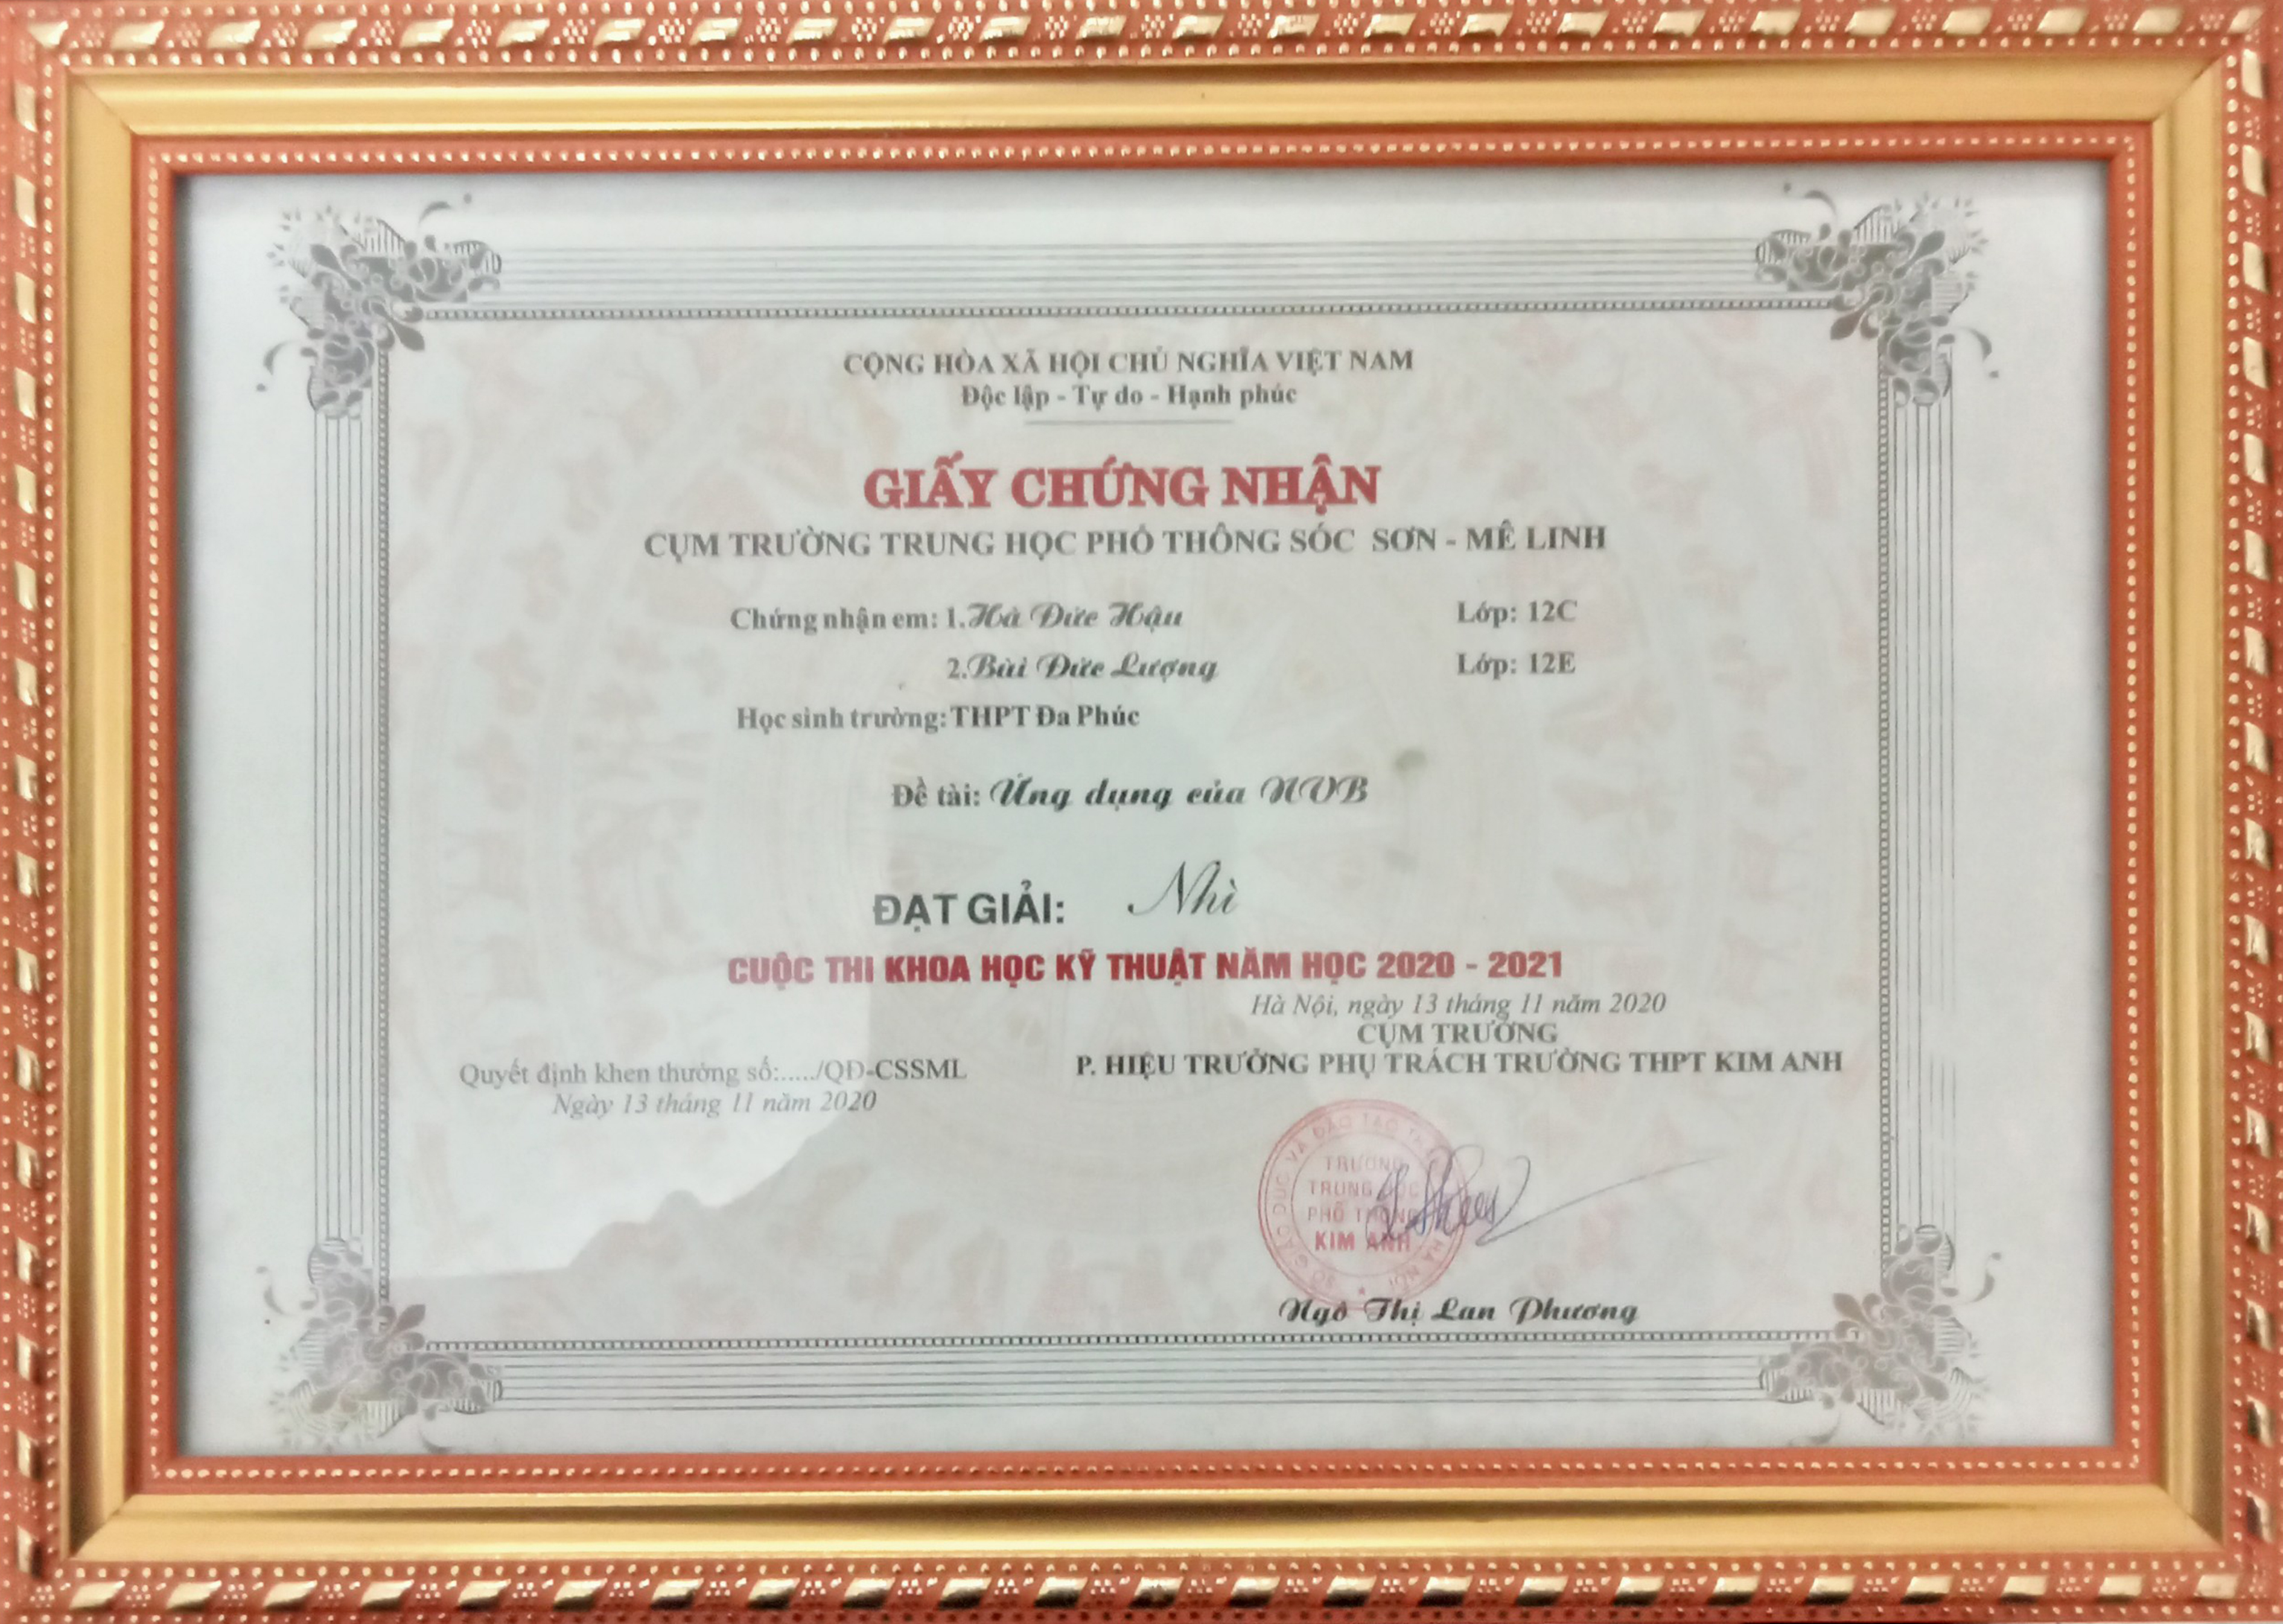 CỘNG HÒA XÃ HỘI CHỦ NGHĨA VIỆT NAM
Độc lập - Tự do - Hạnh phúc
GIẤY CHỨNG NHẬN
CỤM TRƯỜNG TRUNG HỌC PHỔ THÔNG SÓC SƠN - MÊ LINH
Chứng nhận em: 1.Hà Đức Hậu Lớp: 12C
2.Bùi Đức Lượng Lớp: 12E
Học sinh trường: THPT Đa Phúc
Đề tài: Ứng dụng của NVB
ĐẠT GIẢI: Nhì
CUỘC THI KHOA HỌC KỸ THUẬT NĂM HỌC 2020 - 2021
Hà Nội, ngày 13 tháng 11 năm 2020
CỤM TRƯỞNG
P. HIỆU TRƯỞNG PHỤ TRÁCH TRƯỜNG THPT KIM ANH
Quyết định khen thưởng số:....../QĐ-CSSML
Ngày 13 tháng 11 năm 2020
SỞ GIÁO DỤC VÀ ĐÀO TẠO HÀ NỘI
TRƯỜNG
TRUNG HỌC
PHỔ THÔNG
KIM ANH
Ngô Thị Lan Phương